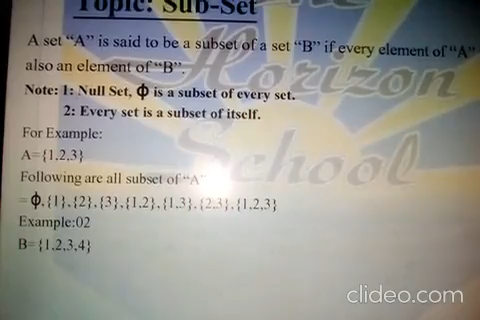 Topic: Sub-Set
A set “A” is said to be a subset of a set “B” if every element of “A”
also an element of “B”.
Note: 1: Null Set, ϕ is a subset of every set.
2: Every set is a subset of itself.
For Example:
A={1,2,3}
Following are all subset of “A”
=ϕ,{1},{2},{3},{1,2},{1,3},{2,3},{1,2,3}
Example:02
B={1,2,3,4}
Horizon
School
clideo.com